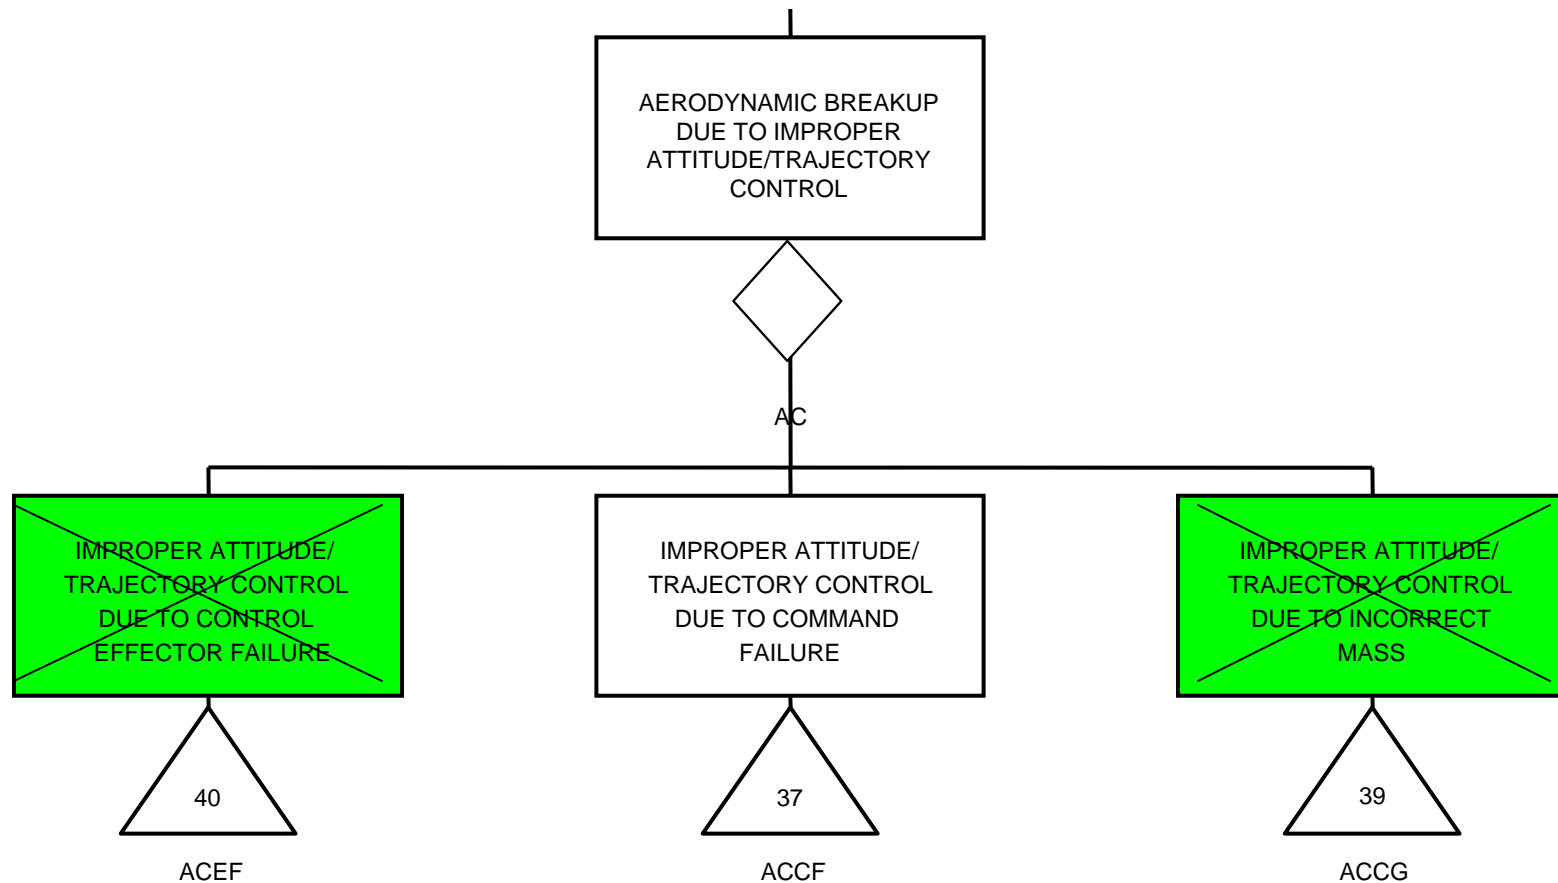 AERODYNAMIC BREAKUP
DUE TO IMPROPER
ATTITUDE/TRAJECTORY
CONTROL
AC
IMPROPER ATTITUDE/
TRAJECTORY CONTROL
DUE TO CONTROL
EFFECTOR FAILURE
IMPROPER ATTITUDE/
TRAJECTORY CONTROL
DUE TO COMMAND
FAILURE
IMPROPER ATTITUDE/
TRAJECTORY CONTROL
DUE TO INCORRECT
MASS
40
37
39
ACEF
ACCF
ACCG